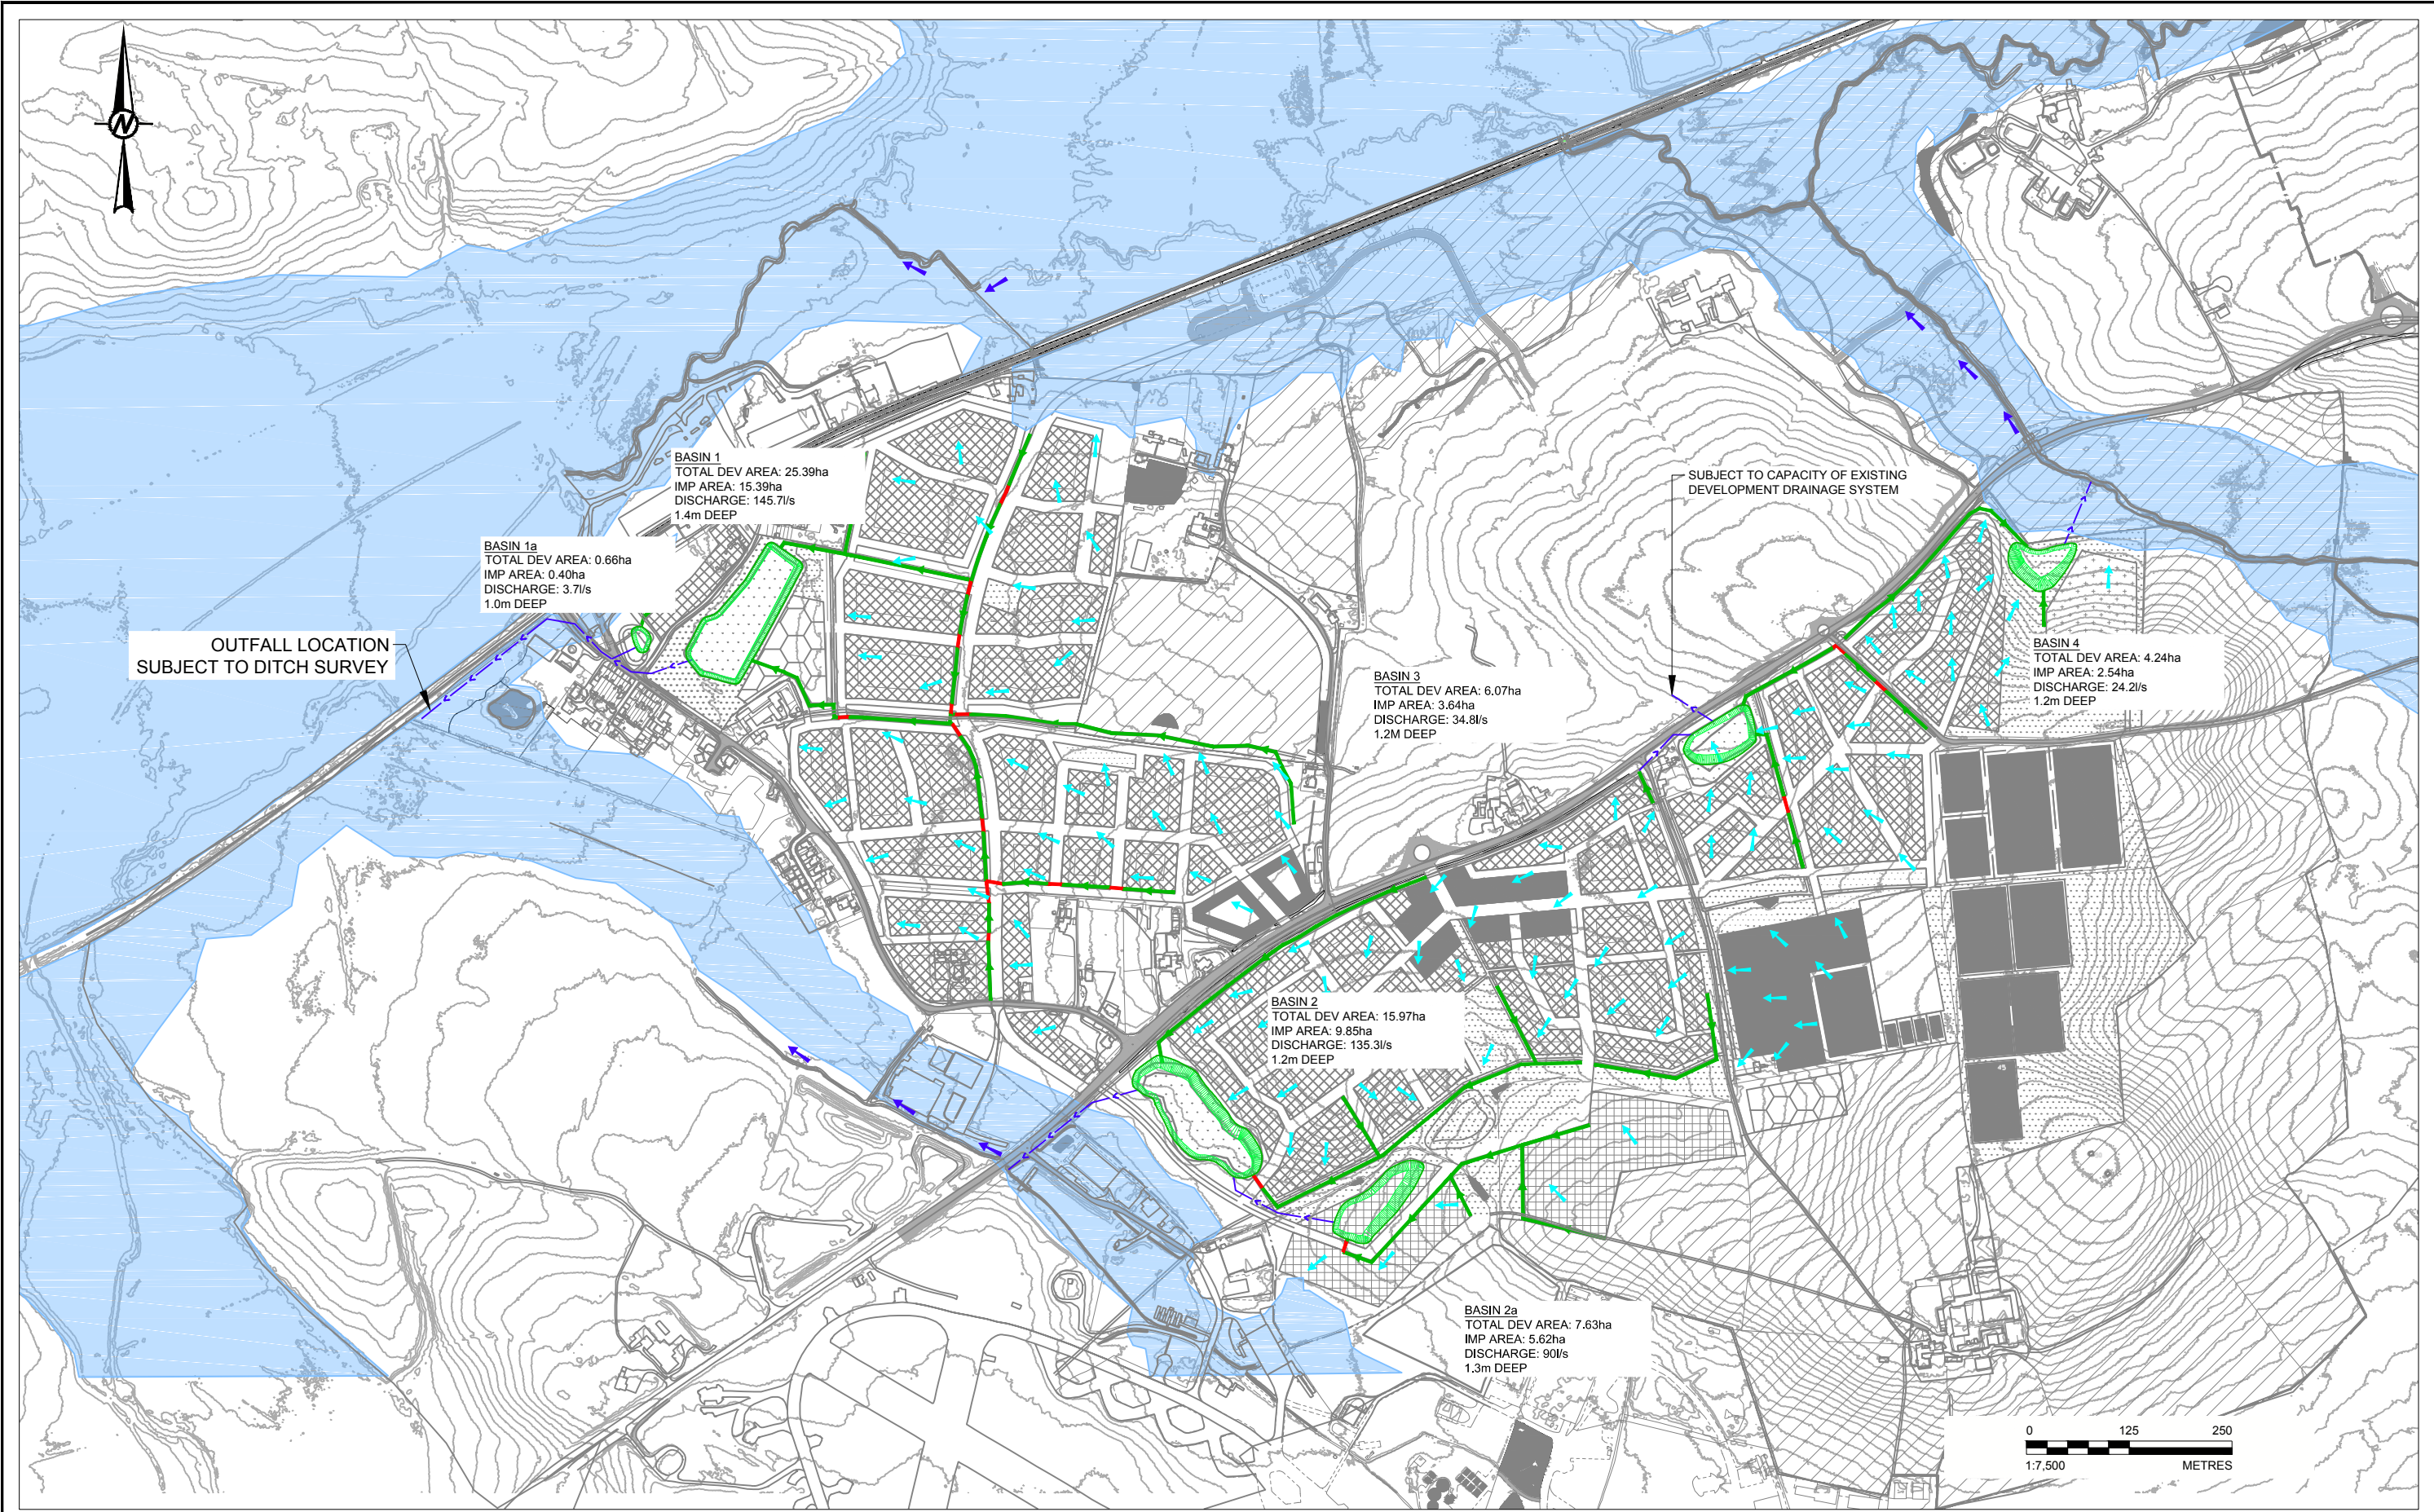 N
BASIN 1
TOTAL DEV AREA: 25.39ha
IMP AREA: 15.39ha
DISCHARGE: 145.7l/s
1.4m DEEP
BASIN 1a
TOTAL DEV AREA: 0.66ha
IMP AREA: 0.40ha
DISCHARGE: 3.7l/s
1.0m DEEP
OUTFALL LOCATION
SUBJECT TO DITCH SURVEY
SUBJECT TO CAPACITY OF EXISTING
DEVELOPMENT DRAINAGE SYSTEM
BASIN 4
TOTAL DEV AREA: 4.24ha
IMP AREA: 2.54ha
DISCHARGE: 24.2l/s
1.2m DEEP
BASIN 3
TOTAL DEV AREA: 6.07ha
IMP AREA: 3.64ha
DISCHARGE: 34.8l/s
1.2M DEEP
BASIN 2
TOTAL DEV AREA: 15.97ha
IMP AREA: 9.85ha
DISCHARGE: 135.3l/s
1.2m DEEP
BASIN 2a
TOTAL DEV AREA: 7.63ha
IMP AREA: 5.62ha
DISCHARGE: 90l/s
1.3m DEEP
0 125 250
1:7,500 METRES